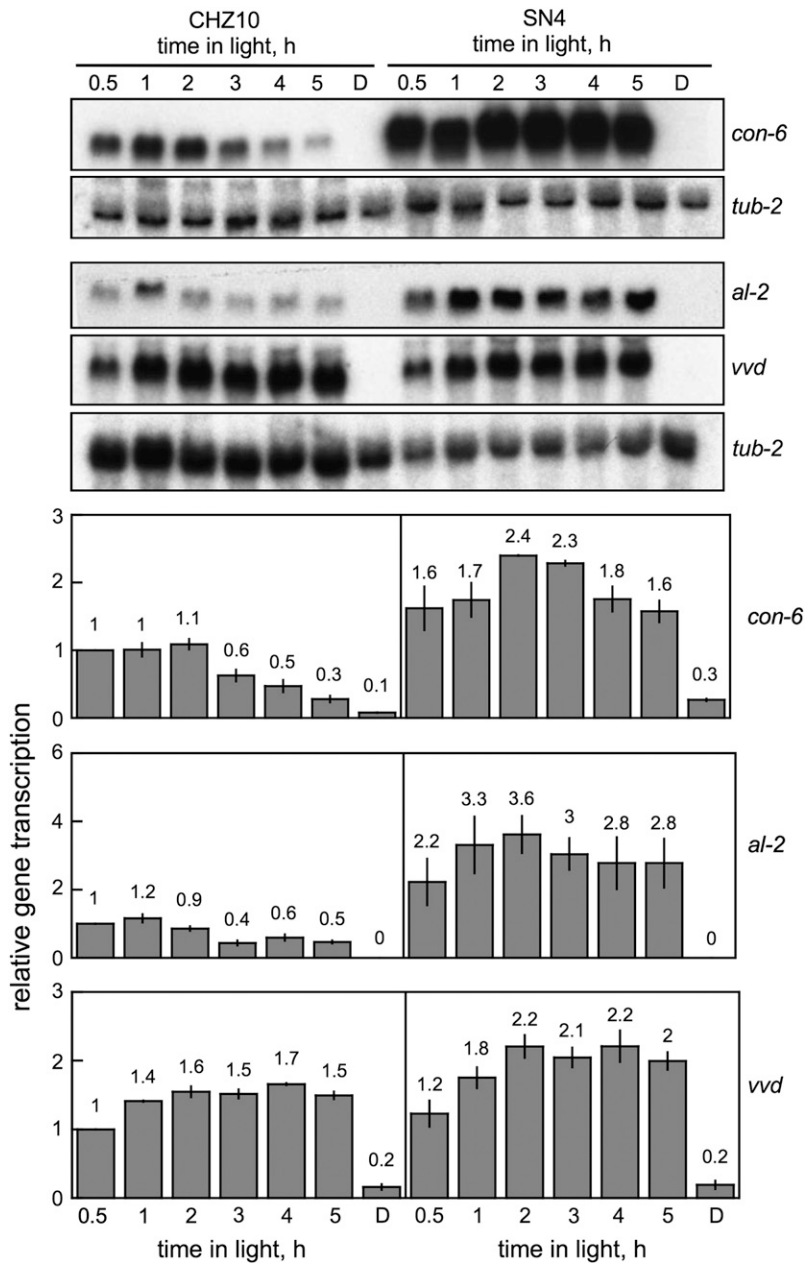 CHZ10 SN4
time in light, h time in light, h
0.5 1 2 3 4 5 D 0.5 1 2 3 4 5 D
con-6
tub-2
al-2
vvd
tub-2
relative gene transcription
3
2
1
0
1 1 1.1 0.6 0.5 0.3 0.1 1.6 1.7 2.4 2.3 1.8 1.6 0.3
con-6
6
4
2
0
1 1.2 0.9 0.4 0.6 0.5 0 2.2 3.3 3.6 3 2.8 2.8 0
al-2
3
2
1
0
1 1.4 1.6 1.5 1.7 1.5 0.2 1.2 1.8 2.2 2.1 2.2 2 0.2
vvd
0.5 1 2 3 4 5 D 0.5 1 2 3 4 5 D
time in light, h time in light, h